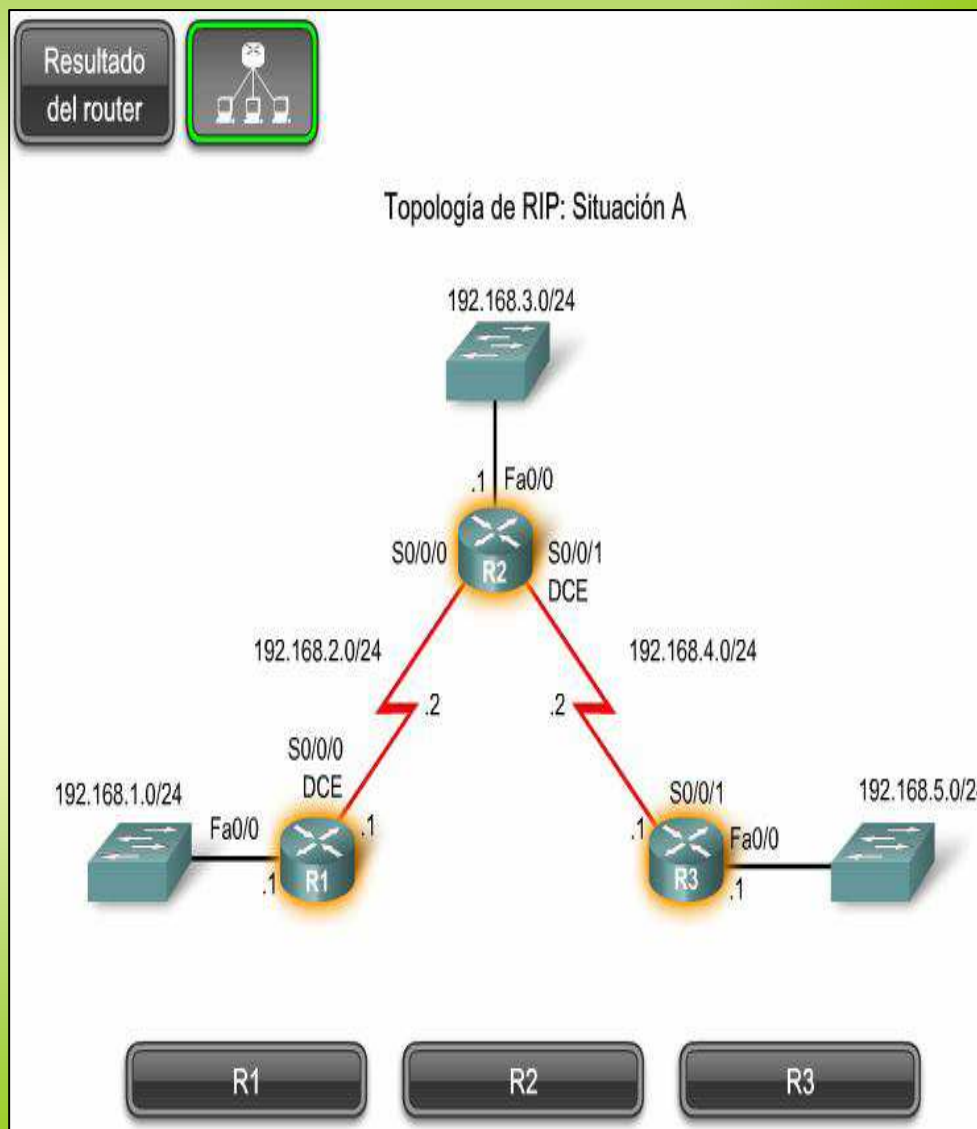 Resultado
del router
Topología de RIP: Situación A
192.168.3.0/24
.1
Fa0/0
S0/0/0
R2
S0/0/1
DCE
192.168.2.0/24
192.168.4.0/24
.2
.2
S0/0/0
DCE
S0/0/1
192.168.1.0/24
192.168.5.0/24
Fa0/0
.1
.1
Fa0/0
.1
R1
R3
.1
R1
R2
R3